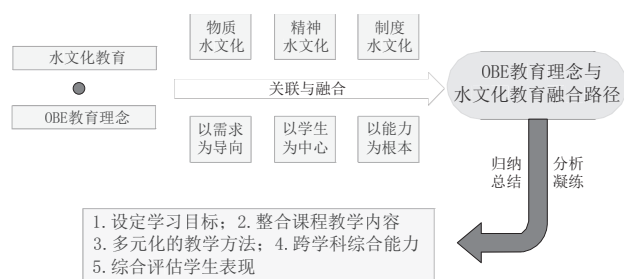 物质
水文化
精神
水文化
制度
水文化
水文化教育
OBE教育理念
关联与融合
OBE教育理念与
水文化教育融合路径
以需求
为导向
以学生
为中心
以能力
为根本
归纳
总结
分析
凝练
1.设定学习目标；2.整合课程教学内容
3.多元化的教学方法；4.跨学科综合能力
5.综合评估学生表现